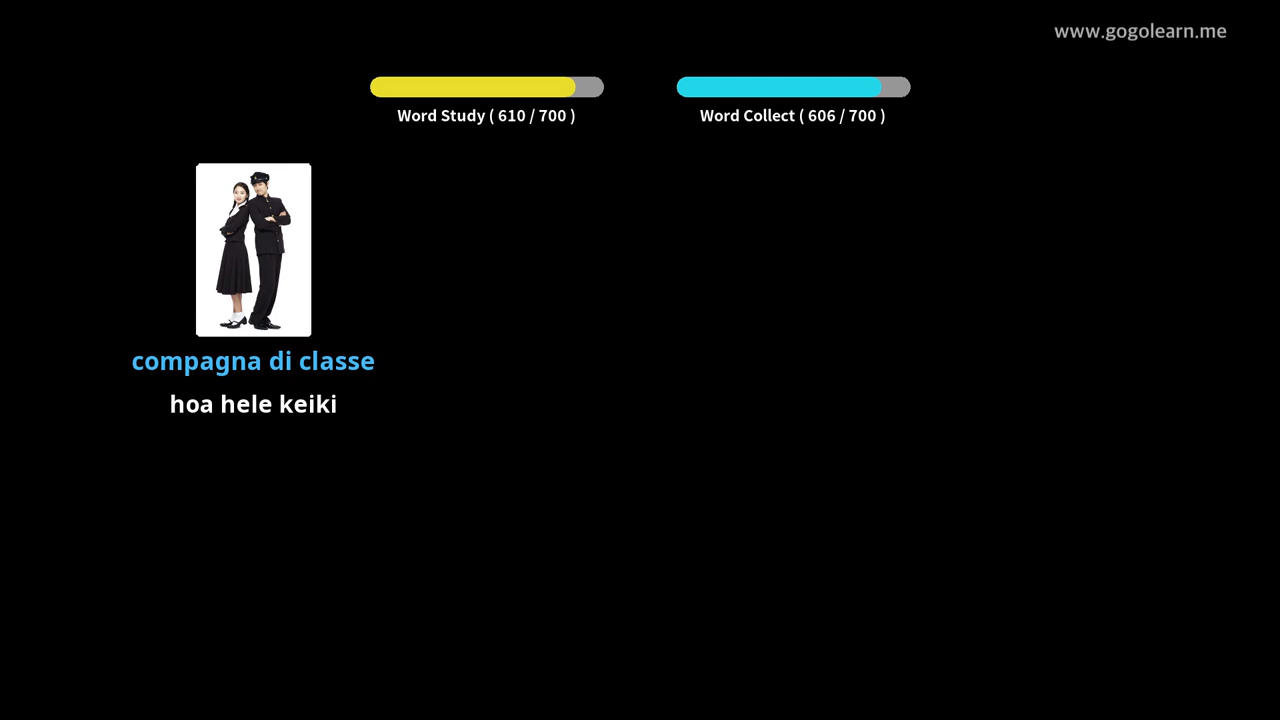 www.gogolearn.me
Word Study ( 610 / 700 )
Word Collect ( 606 / 700 )
compagna di classe
hoa hele keiki